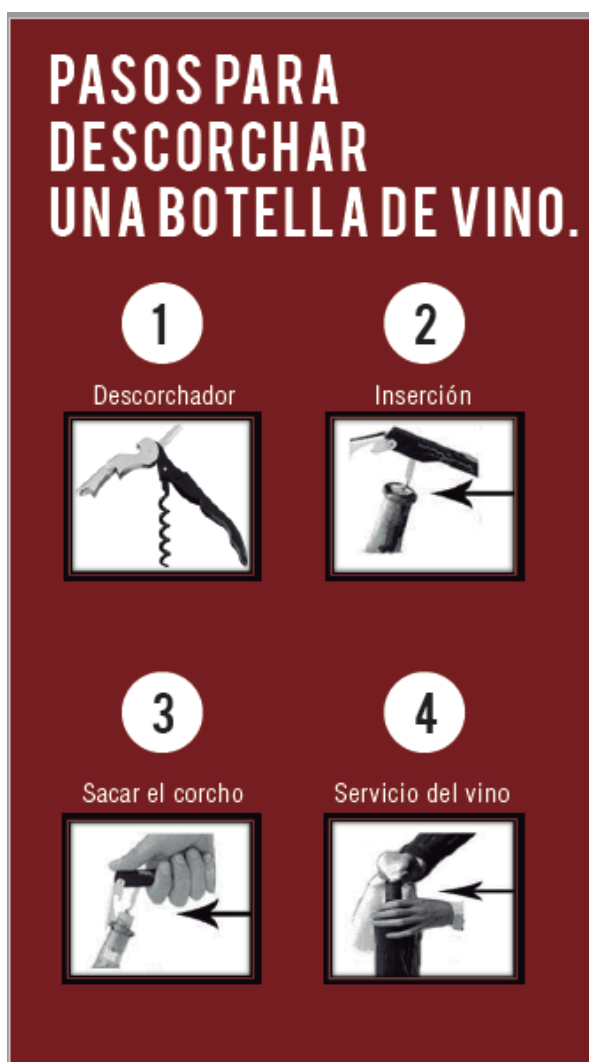 PASOS PARA
DESCORCHAR
UNA BOTELLA DE VINO.
1
Descorchador
2
Inserción
3
Sacar el corcho
4
Servicio del vino